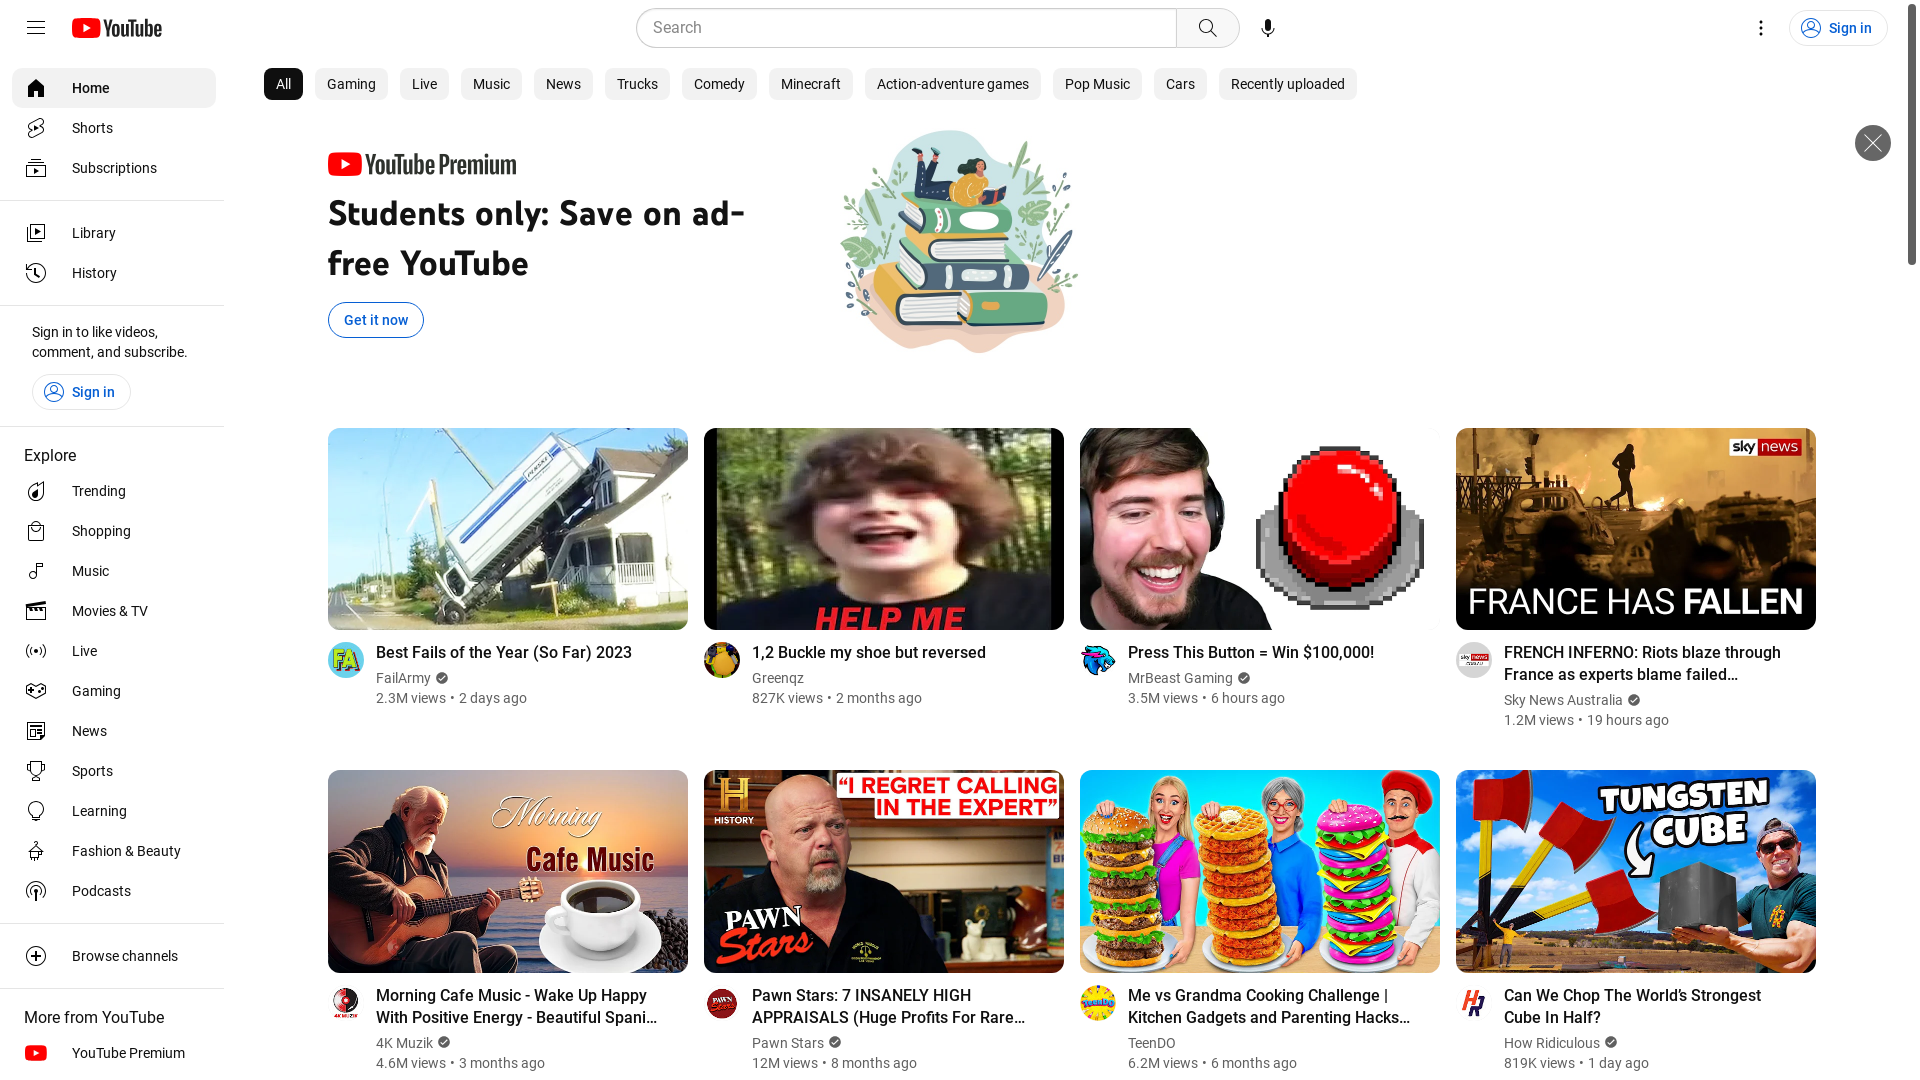 YouTube
Search
Sign in
Home
Shorts
Subscriptions
Library
History
Sign in to like videos,
comment, and subscribe.
Sign in
Explore
Trending
Shopping
Music
Movies & TV
Live
Gaming
News
Sports
Learning
Fashion & Beauty
Podcasts
Browse channels
More from YouTube
YouTube Premium
All
Gaming
Live
Music
News
Trucks
Comedy
Minecraft
Action-adventure games
Pop Music
Cars
Recently uploaded
YouTube Premium
Students only: Save on ad-
free YouTube
Get it now
PENSKE
FA
Best Fails of the Year (So Far) 2023
FailArmy
2.3M views • 2 days ago
HELP ME
1,2 Buckle my shoe but reversed
Greenqz
827K views • 2 months ago
Press This Button = Win $100,000!
MrBeast Gaming
3.5M views • 6 hours ago
sky news
FRANCE HAS FALLEN
sky news
FRENCH INFERNO: Riots blaze through
France as experts blame failed…
Sky News Australia
1.2M views • 19 hours ago
Morning
Cafe Music
4K MUZIK
Morning Cafe Music - Wake Up Happy
With Positive Energy - Beautiful Spani…
4K Muzik
4.6M views • 3 months ago
H
HISTORY
“I REGRET CALLING
IN THE EXPERT”
PAWN
Stars
PAWN
Stars
Pawn Stars: 7 INSANELY HIGH
APPRAISALS (Huge Profits For Rare…
Pawn Stars
12M views • 8 months ago
TeenDO
Me vs Grandma Cooking Challenge |
Kitchen Gadgets and Parenting Hacks…
TeenDO
6.2M views • 6 months ago
TUNGSTEN
CUBE
HR
HR
Can We Chop The World’s Strongest
Cube In Half?
How Ridiculous
819K views • 1 day ago